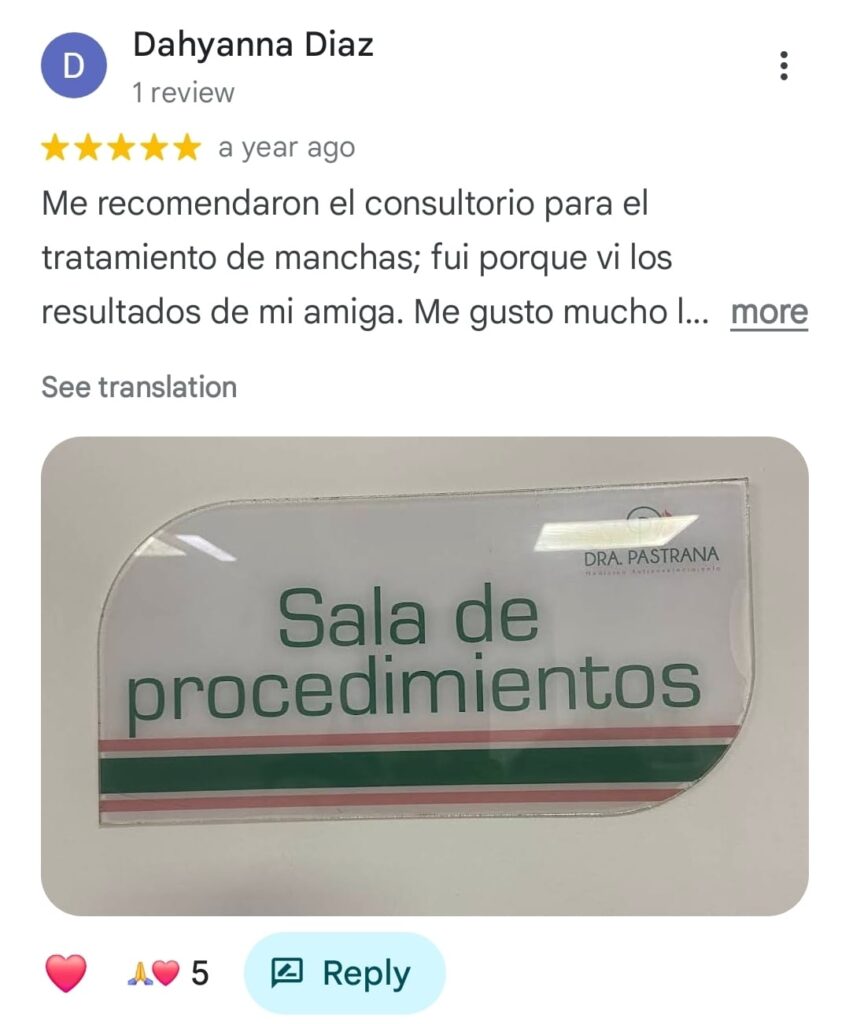 D
Dahyanna Diaz
1 review
a year ago
Me recomendaron el consultorio para el
tratamiento de manchas; fui porque vi los
resultados de mi amiga. Me gusto mucho l... more
See translation
DRA. PASTRANA
Sala de
procedimientos
5
Reply